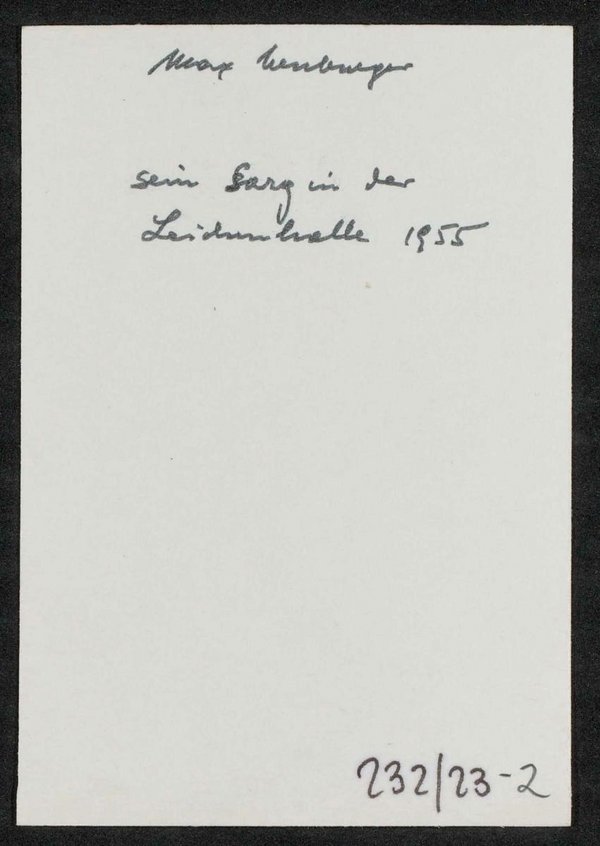 Max
sein Sarg in der
Leichenhalle 1955
232/23-2